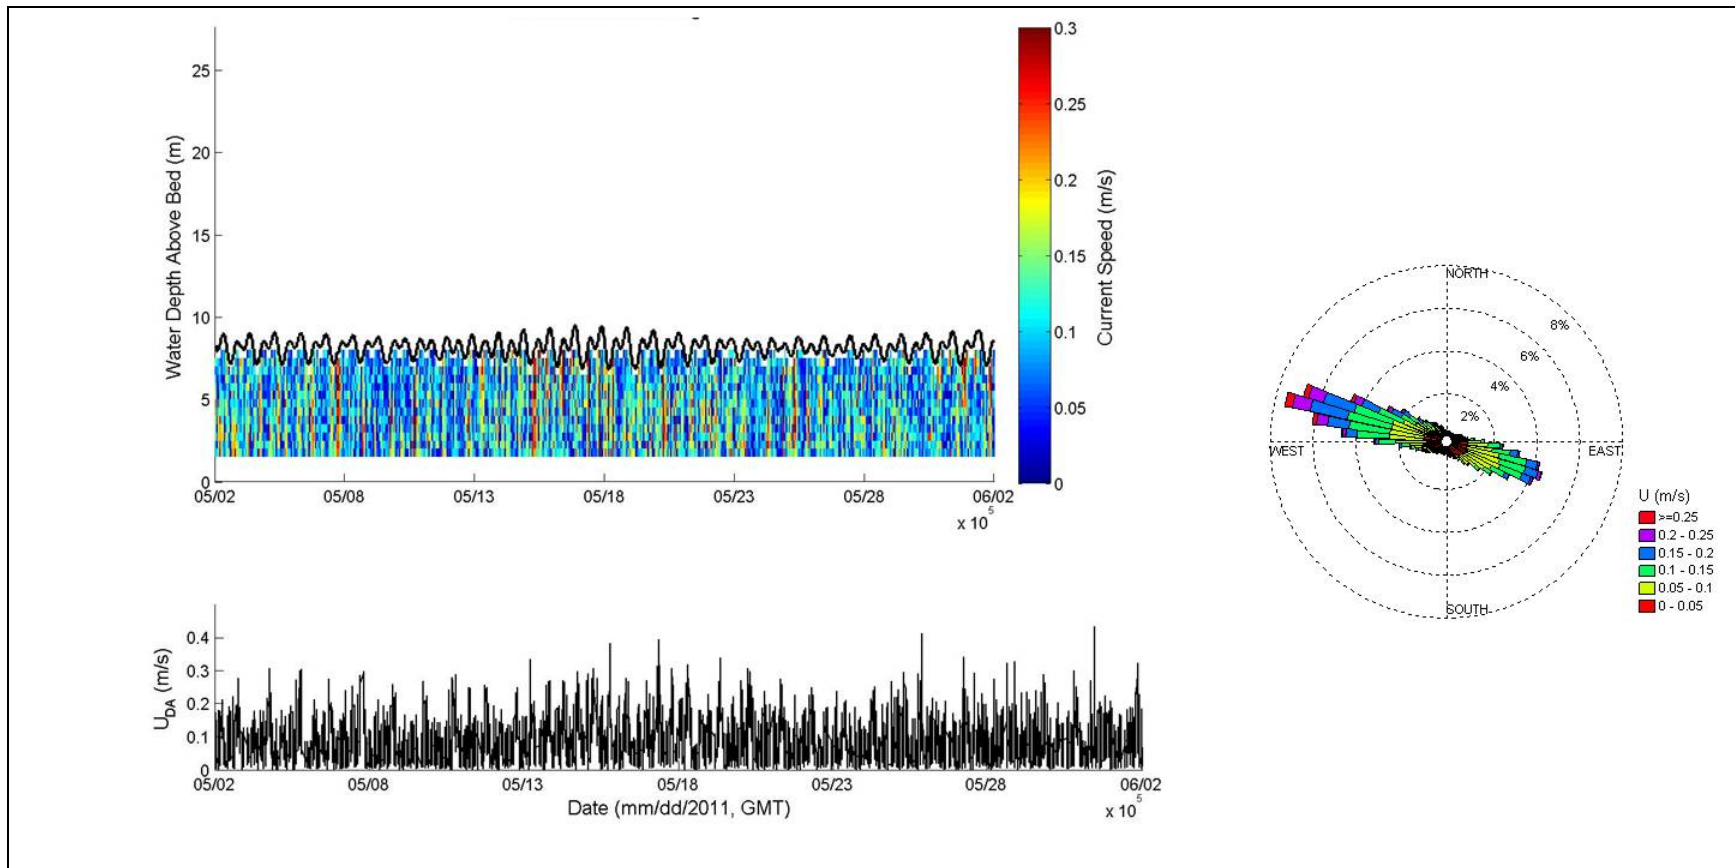 25
20
15
10
5
0
Water Depth Above Bed (m)
05/02 05/08 05/13 05/18 05/23 05/28 06/02
x 10^5
0.3
0.25
0.2
0.15
0.1
0.05
0
Current Speed (m/s)
NORTH
8%
6%
4%
2%
WEST EAST
SOUTH
U (m/s)
>=0.25
0.2 - 0.25
0.15 - 0.2
0.1 - 0.15
0.05 - 0.1
0 - 0.05
0.4
0.3
0.2
0.1
0
U_DA (m/s)
05/02 05/08 05/13 05/18 05/23 05/28 06/02
Date (mm/dd/2011, GMT)
x 10^5